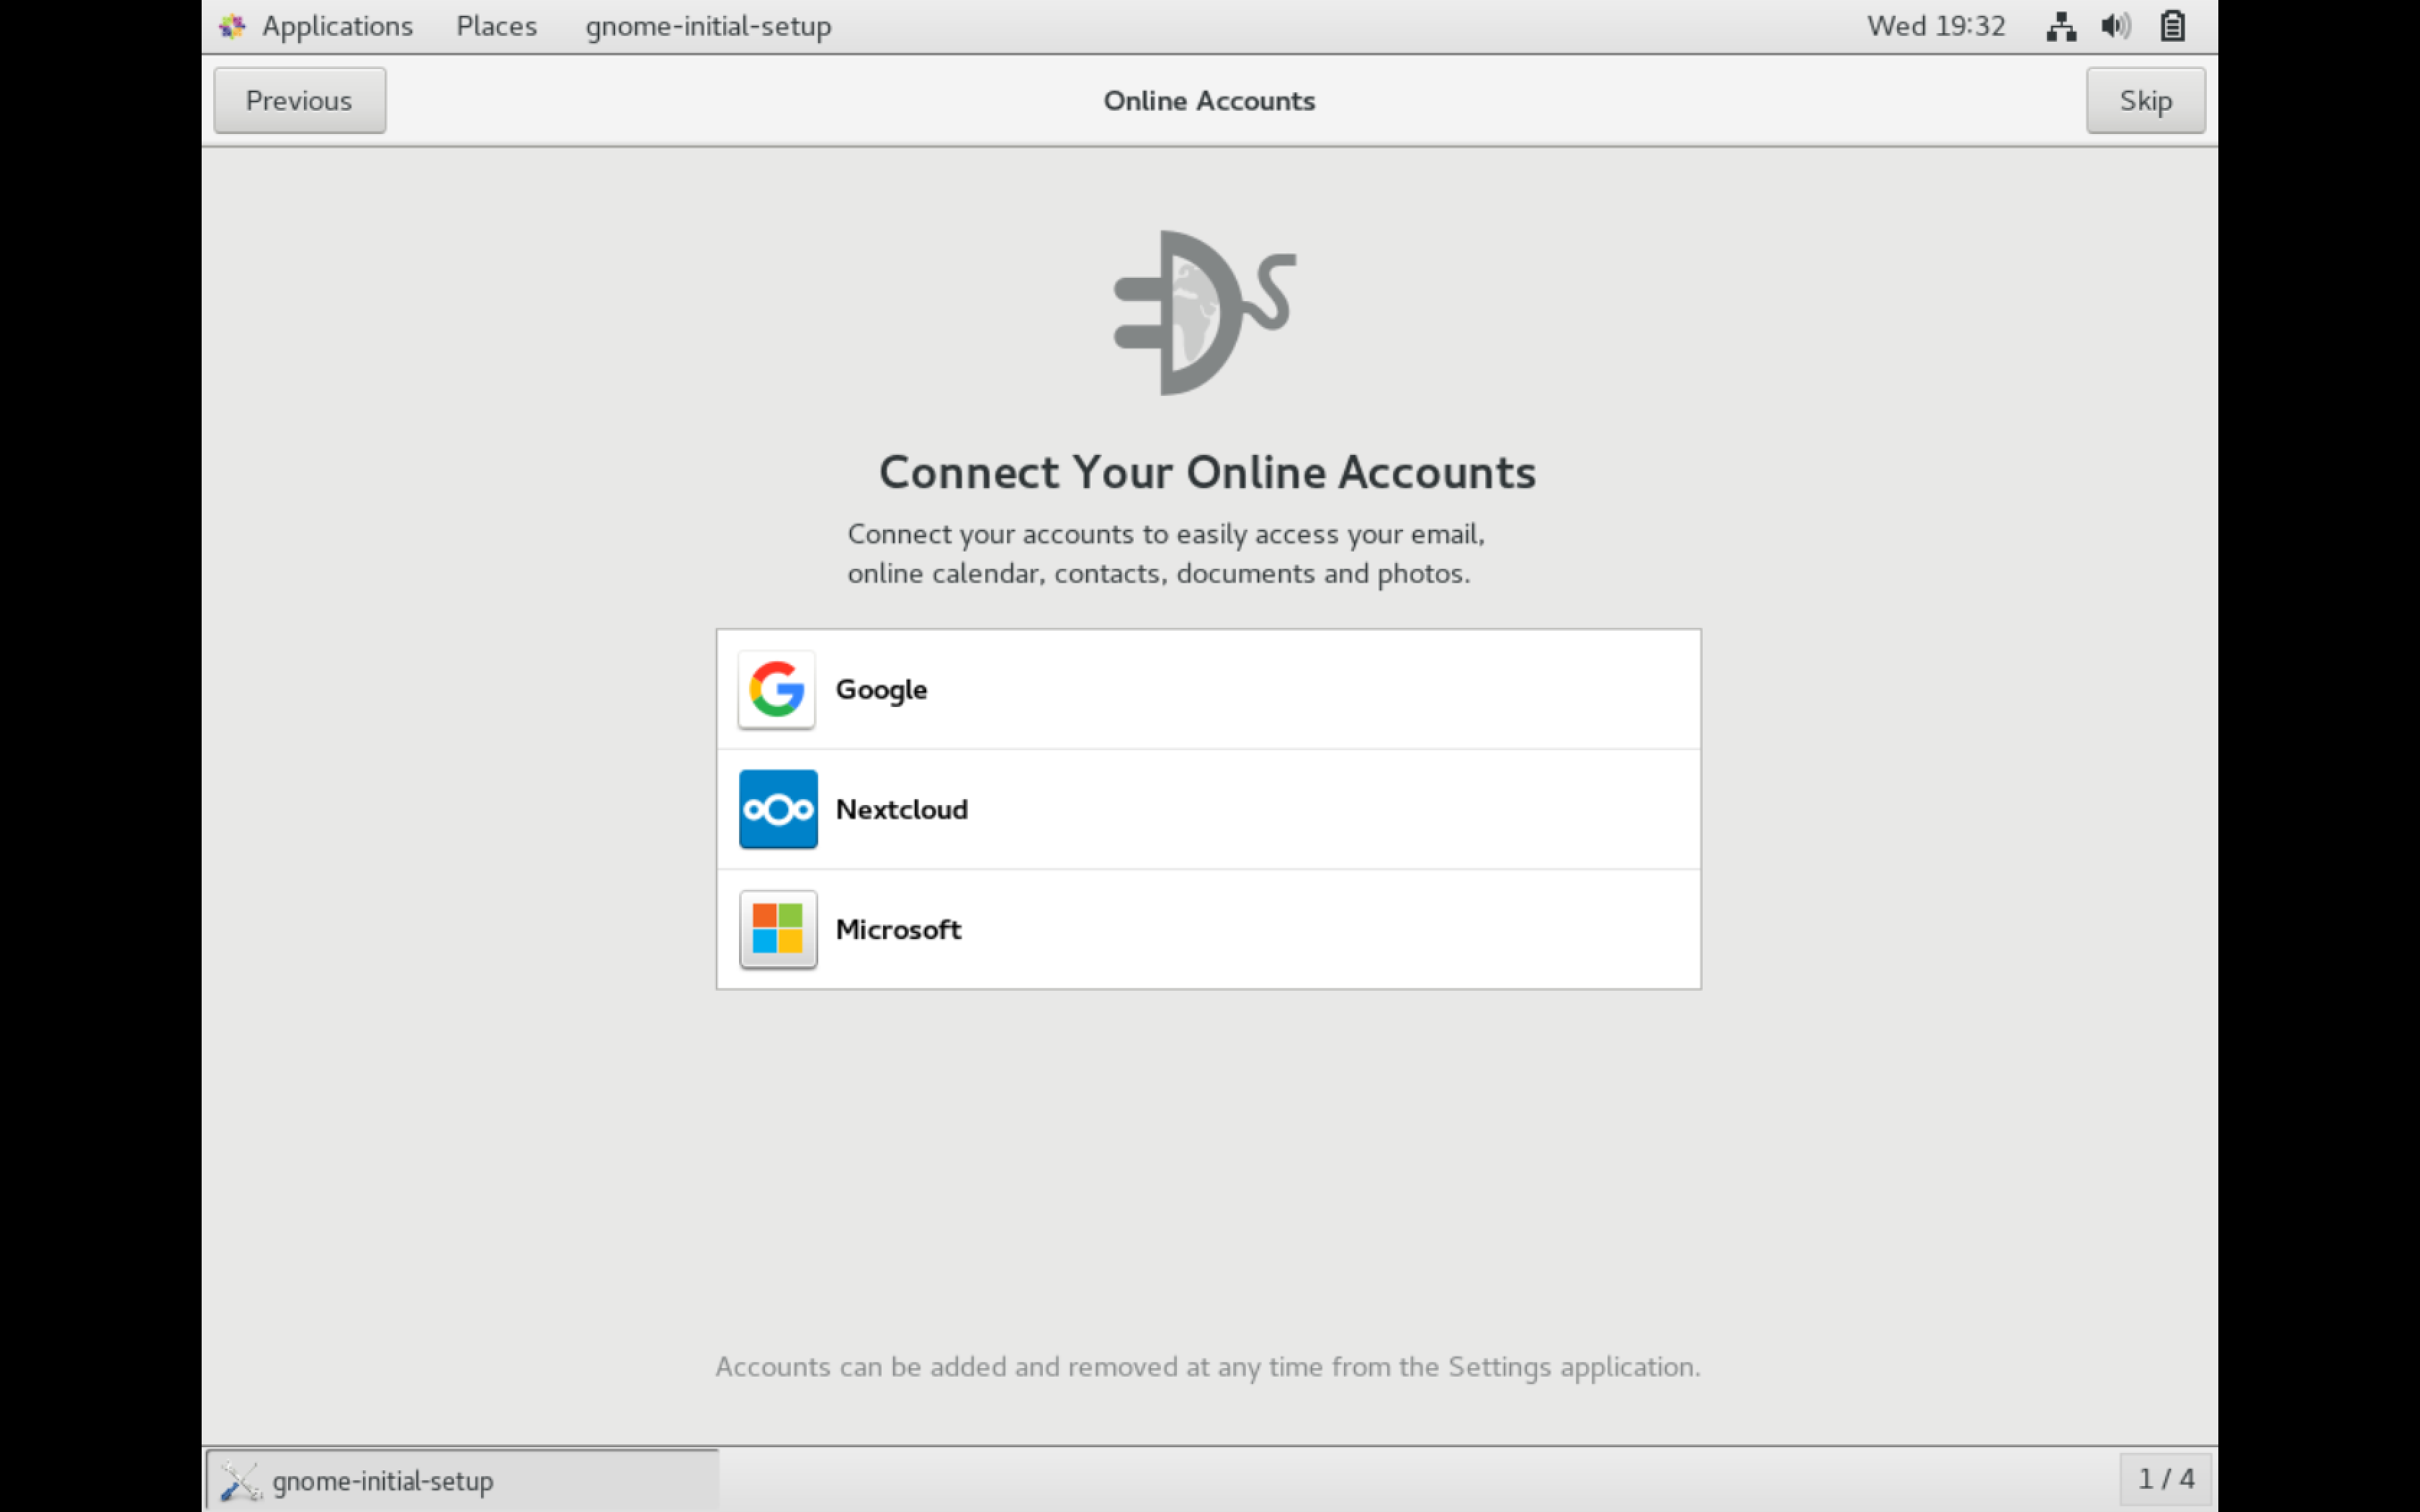 Applications Places gnome-initial-setup Wed 19:32
Previous Online Accounts Skip
Connect Your Online Accounts
Connect your accounts to easily access your email,
online calendar, contacts, documents and photos.
Google
Nextcloud
Microsoft
Accounts can be added and removed at any time from the Settings application.
gnome-initial-setup 1 / 4